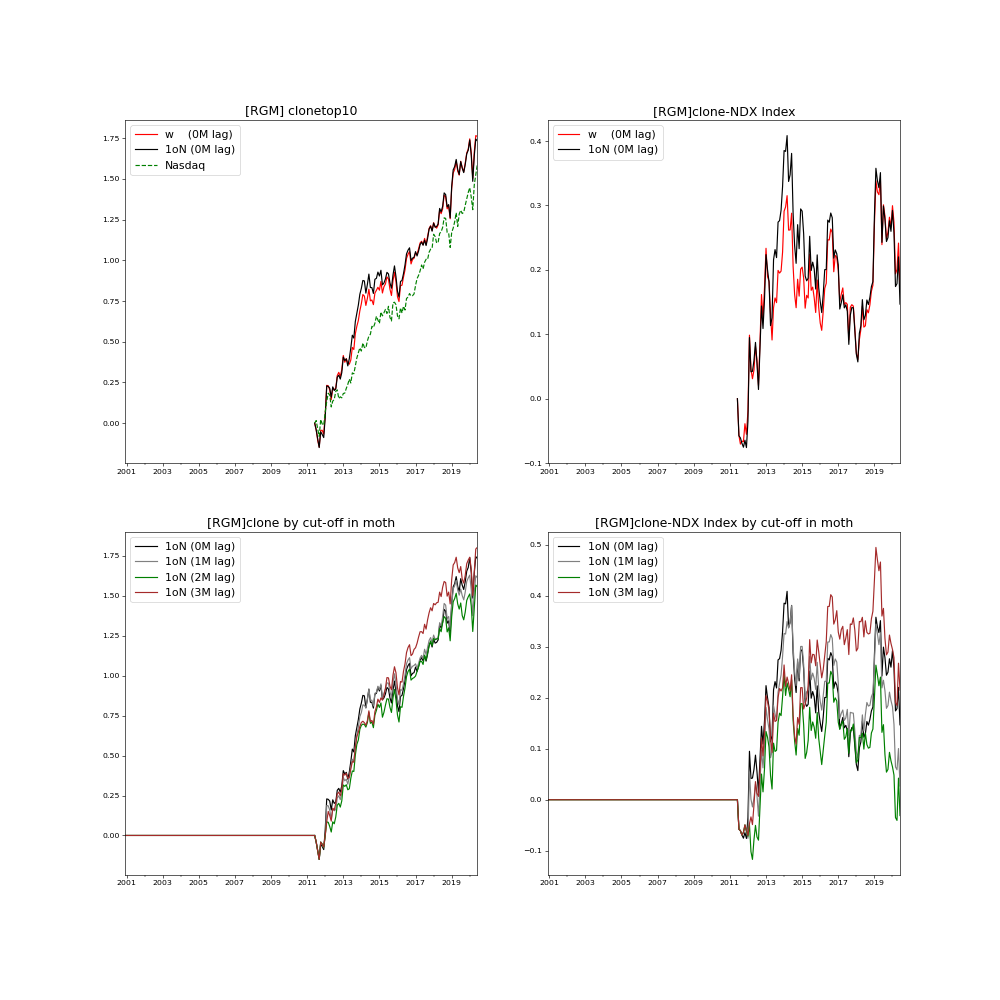 [RGM] clonetop10
w (0M lag)
1oN (0M lag)
Nasdaq
1.75
1.50
1.25
1.00
0.75
0.50
0.25
0.00
2001 2003 2005 2007 2009 2011 2013 2015 2017 2019
[RGM]clone-NDX Index
w (0M lag)
1oN (0M lag)
0.4
0.3
0.2
0.1
0.0
−0.1
2001 2003 2005 2007 2009 2011 2013 2015 2017 2019
[RGM]clone by cut-off in moth
1oN (0M lag)
1oN (1M lag)
1oN (2M lag)
1oN (3M lag)
1.75
1.50
1.25
1.00
0.75
0.50
0.25
0.00
2001 2003 2005 2007 2009 2011 2013 2015 2017 2019
[RGM]clone-NDX Index by cut-off in moth
1oN (0M lag)
1oN (1M lag)
1oN (2M lag)
1oN (3M lag)
0.5
0.4
0.3
0.2
0.1
0.0
−0.1
2001 2003 2005 2007 2009 2011 2013 2015 2017 2019